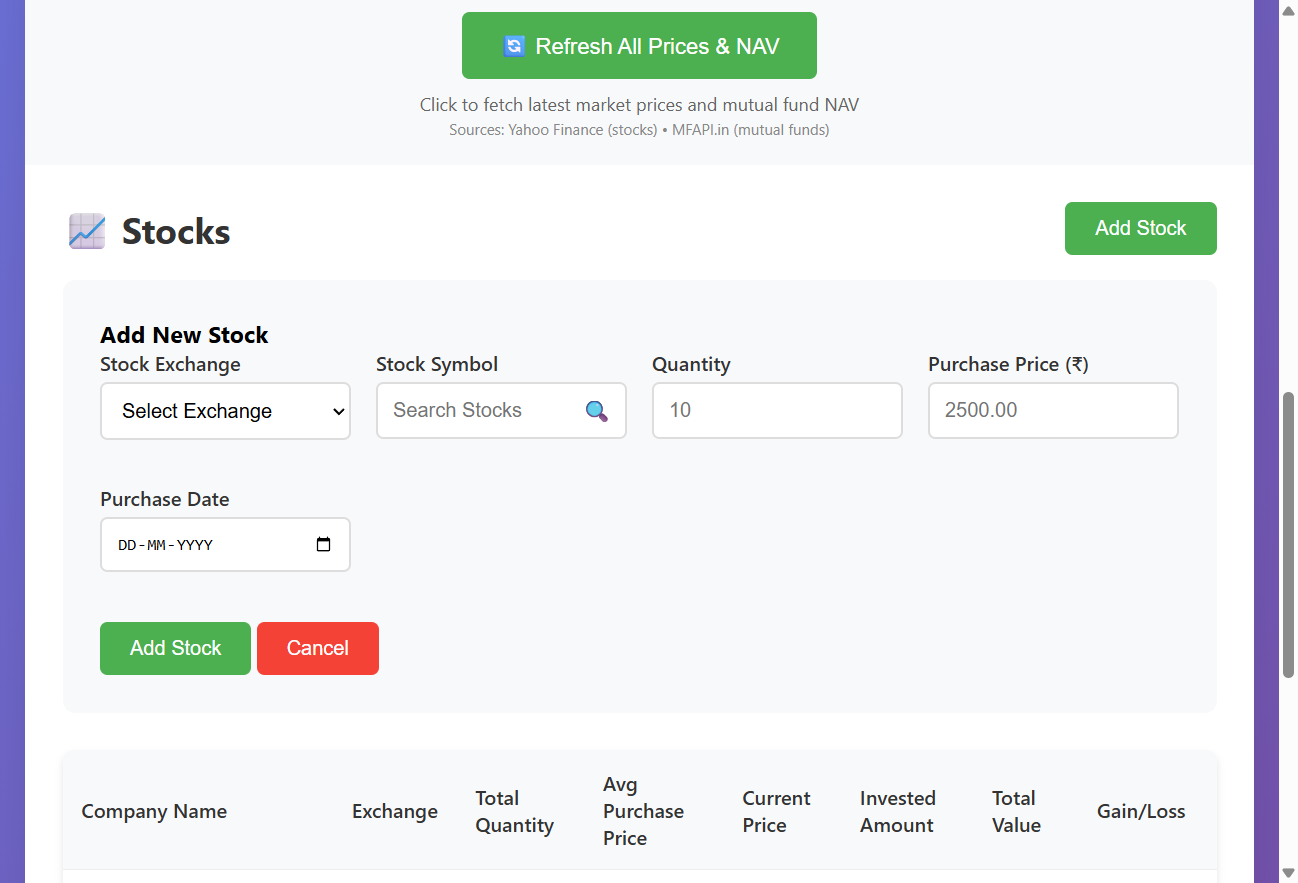 Refresh All Prices & NAV
Click to fetch latest market prices and mutual fund NAV
Sources: Yahoo Finance (stocks) • MFAPI.in (mutual funds)
Stocks
Add Stock
Add New Stock
Stock Exchange
Stock Symbol
Quantity
Purchase Price (₹)
Select Exchange
Search Stocks
10
2500.00
Purchase Date
DD-MM-YYYY
Add Stock
Cancel
Company Name
Exchange
Total
Quantity
Avg
Purchase
Price
Current
Price
Invested
Amount
Total
Value
Gain/Loss